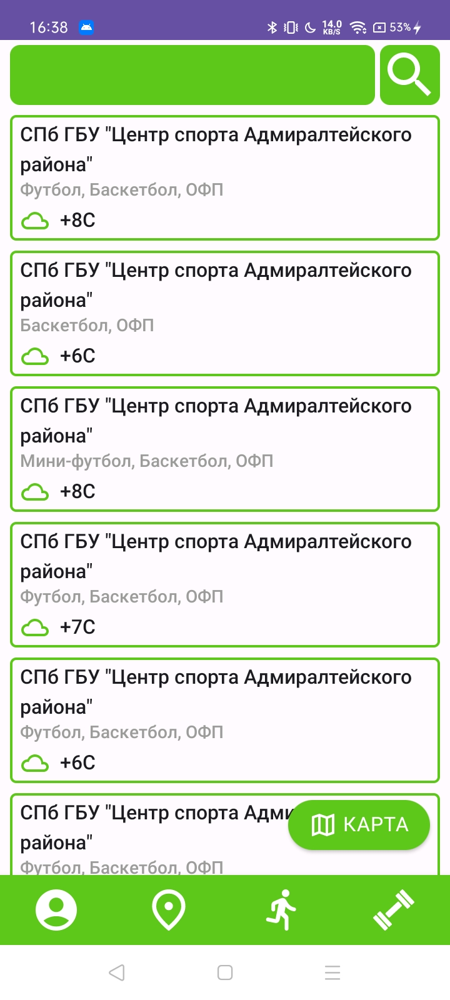 16:38
14.0
KB/S
53%
СПб ГБУ "Центр спорта Адмиралтейского
района"
Футбол, Баскетбол, ОФП
+8C
СПб ГБУ "Центр спорта Адмиралтейского
района"
Баскетбол, ОФП
+6C
СПб ГБУ "Центр спорта Адмиралтейского
района"
Мини-футбол, Баскетбол, ОФП
+8C
СПб ГБУ "Центр спорта Адмиралтейского
района"
Футбол, Баскетбол, ОФП
+7C
СПб ГБУ "Центр спорта Адмиралтейского
района"
Футбол, Баскетбол, ОФП
+6C
СПб ГБУ "Центр спорта
района"
КАРТА
Футбол, Баскетбол, ОФП